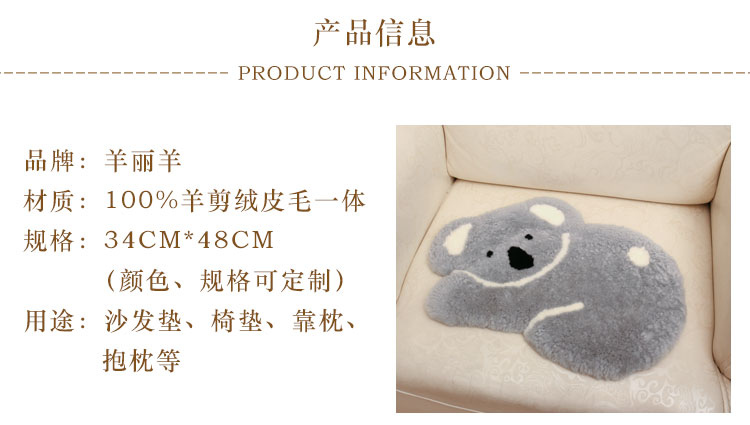 产品信息
PRODUCT INFORMATION
品牌：羊丽羊
材质：100%羊剪绒皮毛一体
规格：34CM*48CM
（颜色、规格可定制）
用途：沙发垫、椅垫、靠枕、
抱枕等